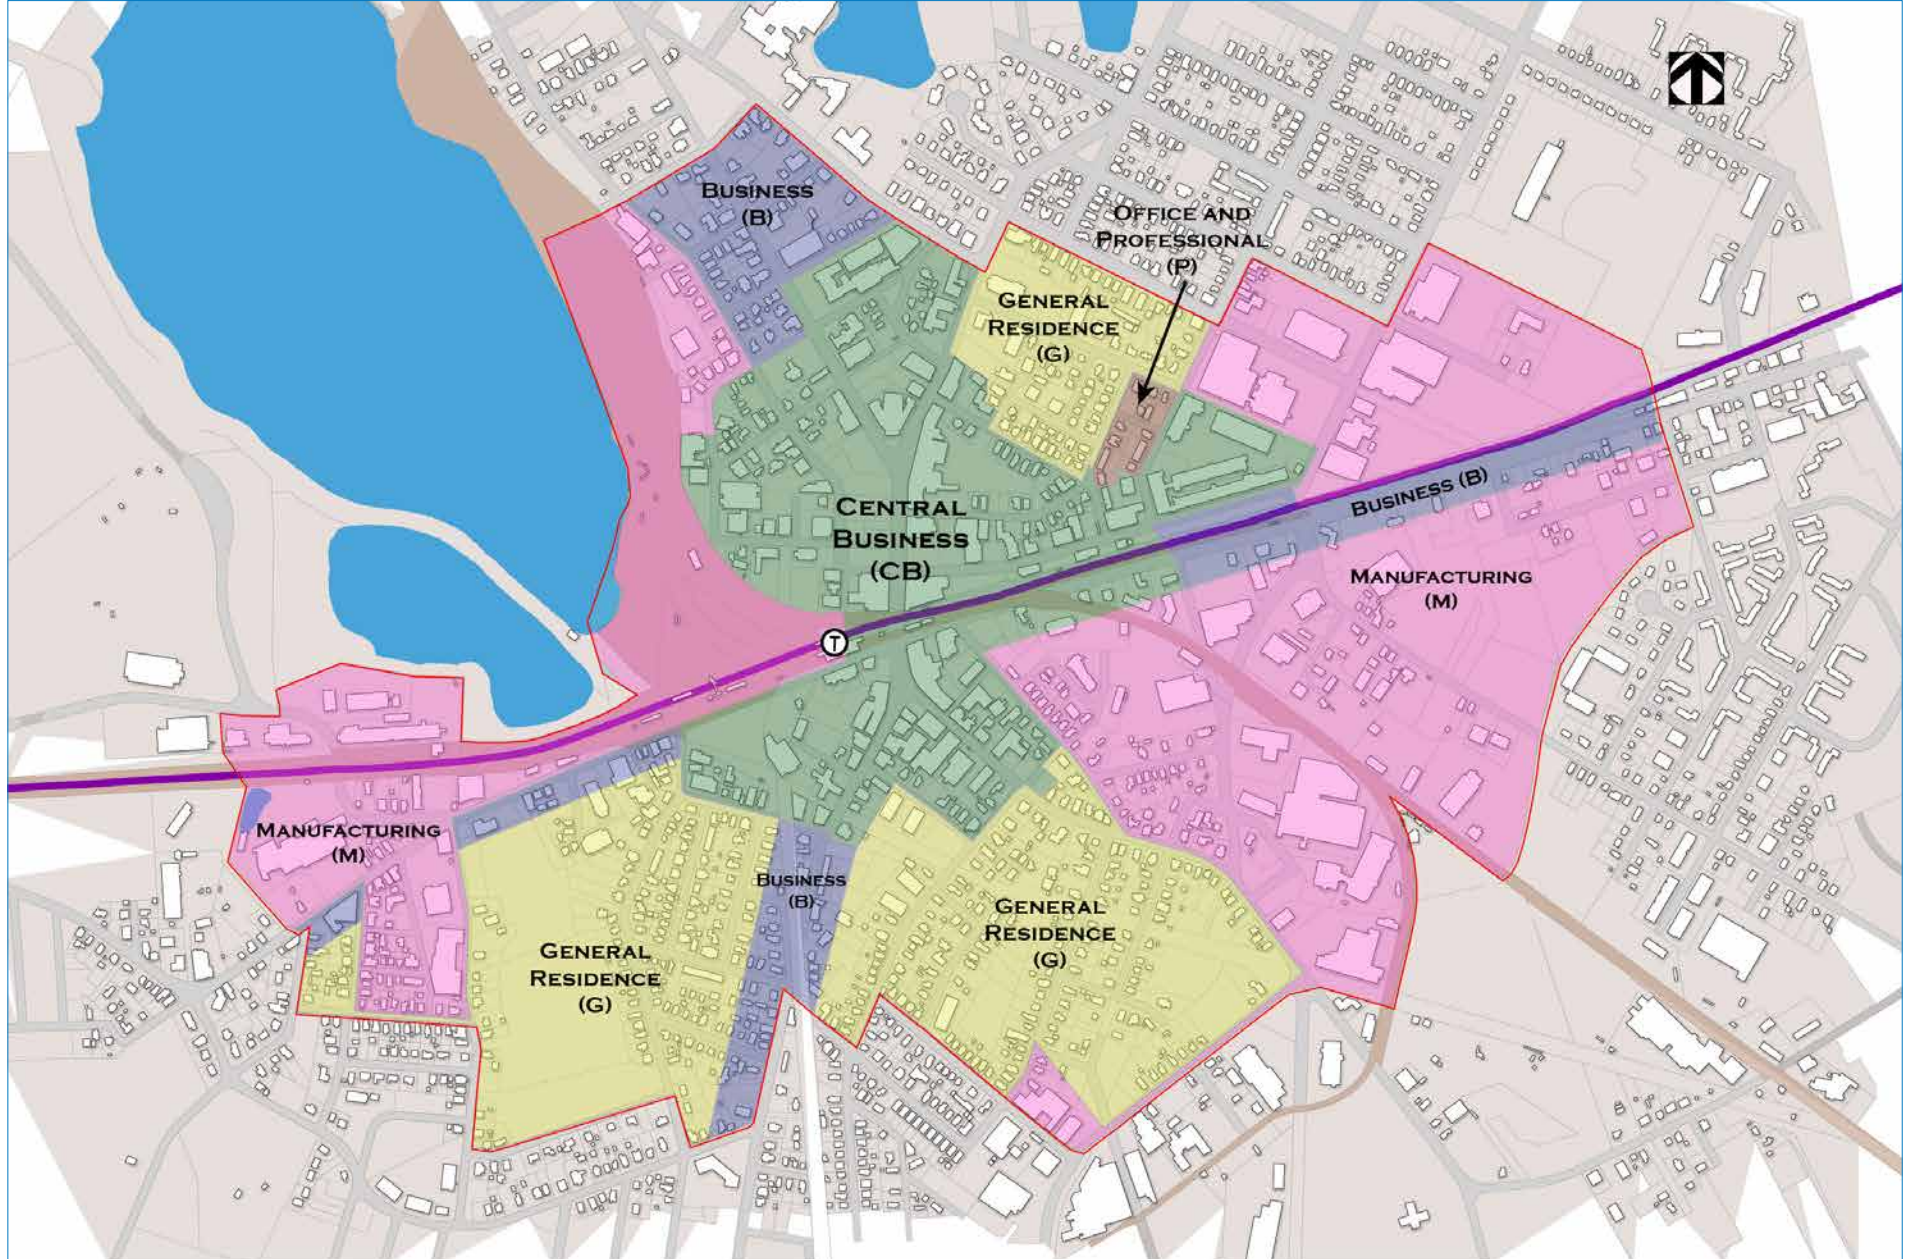 BUSINESS
(B)
OFFICE AND
PROFESSIONAL
(P)
GENERAL
RESIDENCE
(G)
CENTRAL
BUSINESS
(CB)
BUSINESS (B)
MANUFACTURING
(M)
T
MANUFACTURING
(M)
BUSINESS
(B)
GENERAL
RESIDENCE
(G)
GENERAL
RESIDENCE
(G)